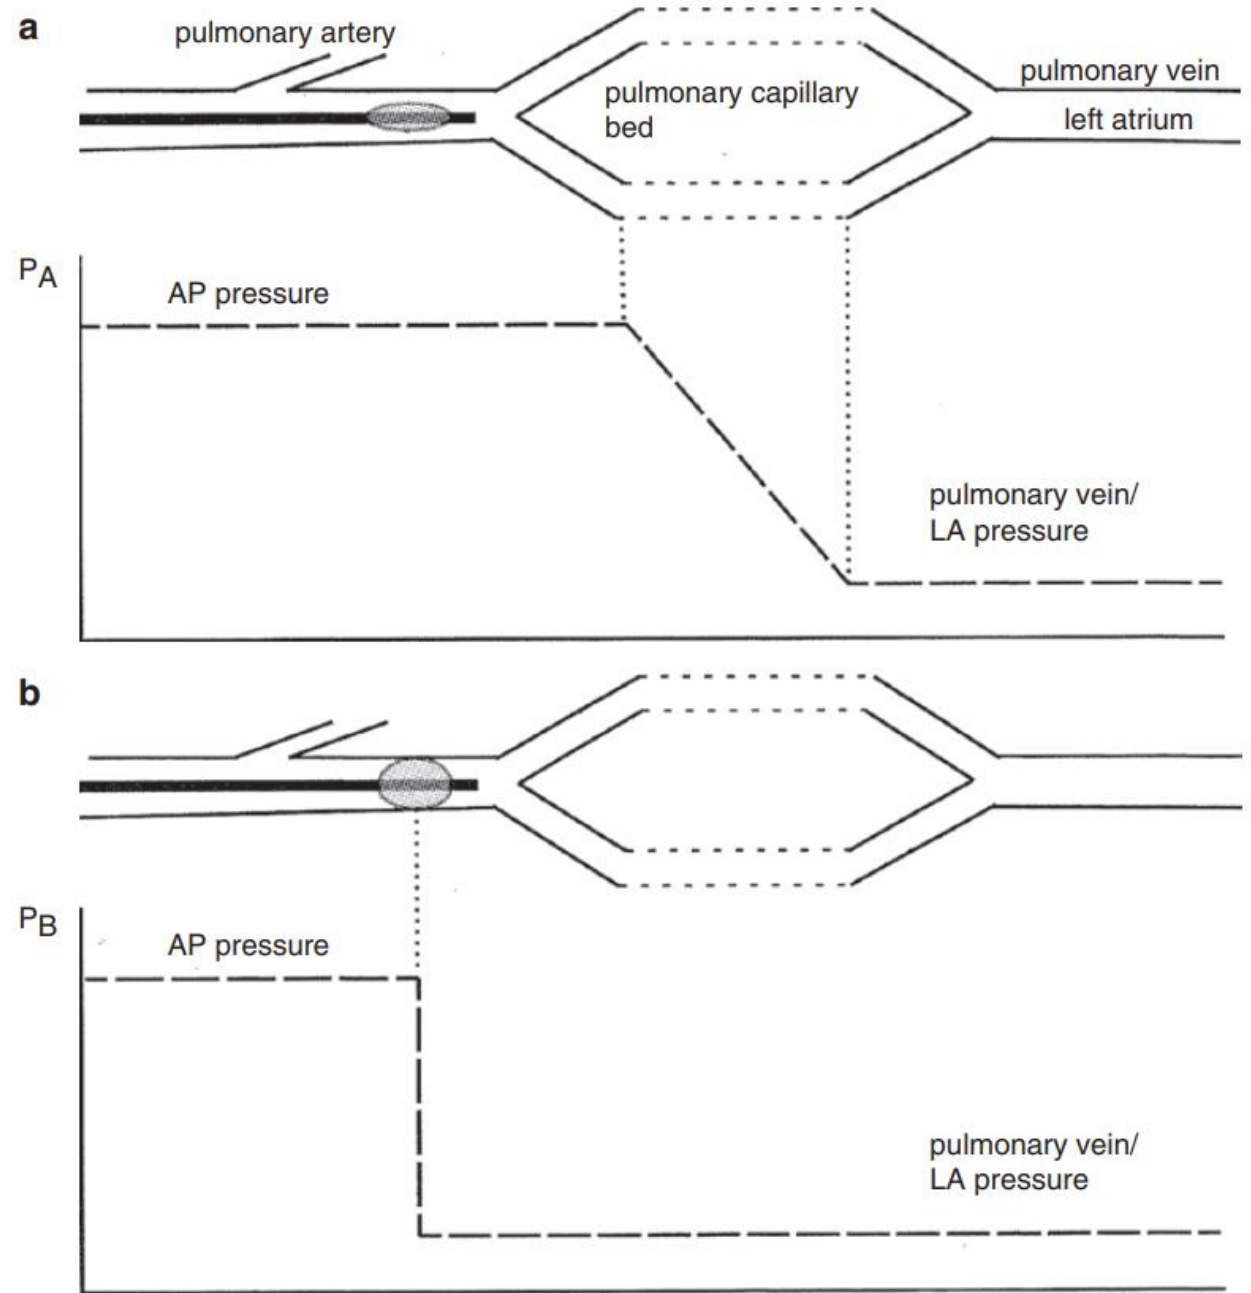 a
pulmonary artery
pulmonary vein
pulmonary capillary
bed
left atrium
PA
AP pressure
pulmonary vein/
LA pressure
b
PB
AP pressure
pulmonary vein/
LA pressure